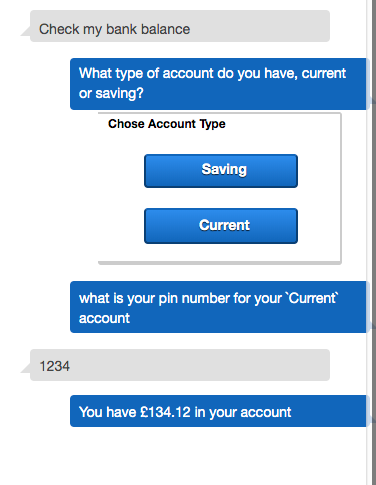 Check my bank balance
What type of account do you have, current
or saving?
Chose Account Type
Saving
Current
what is your pin number for your `Current`
account
1234
You have £134.12 in your account